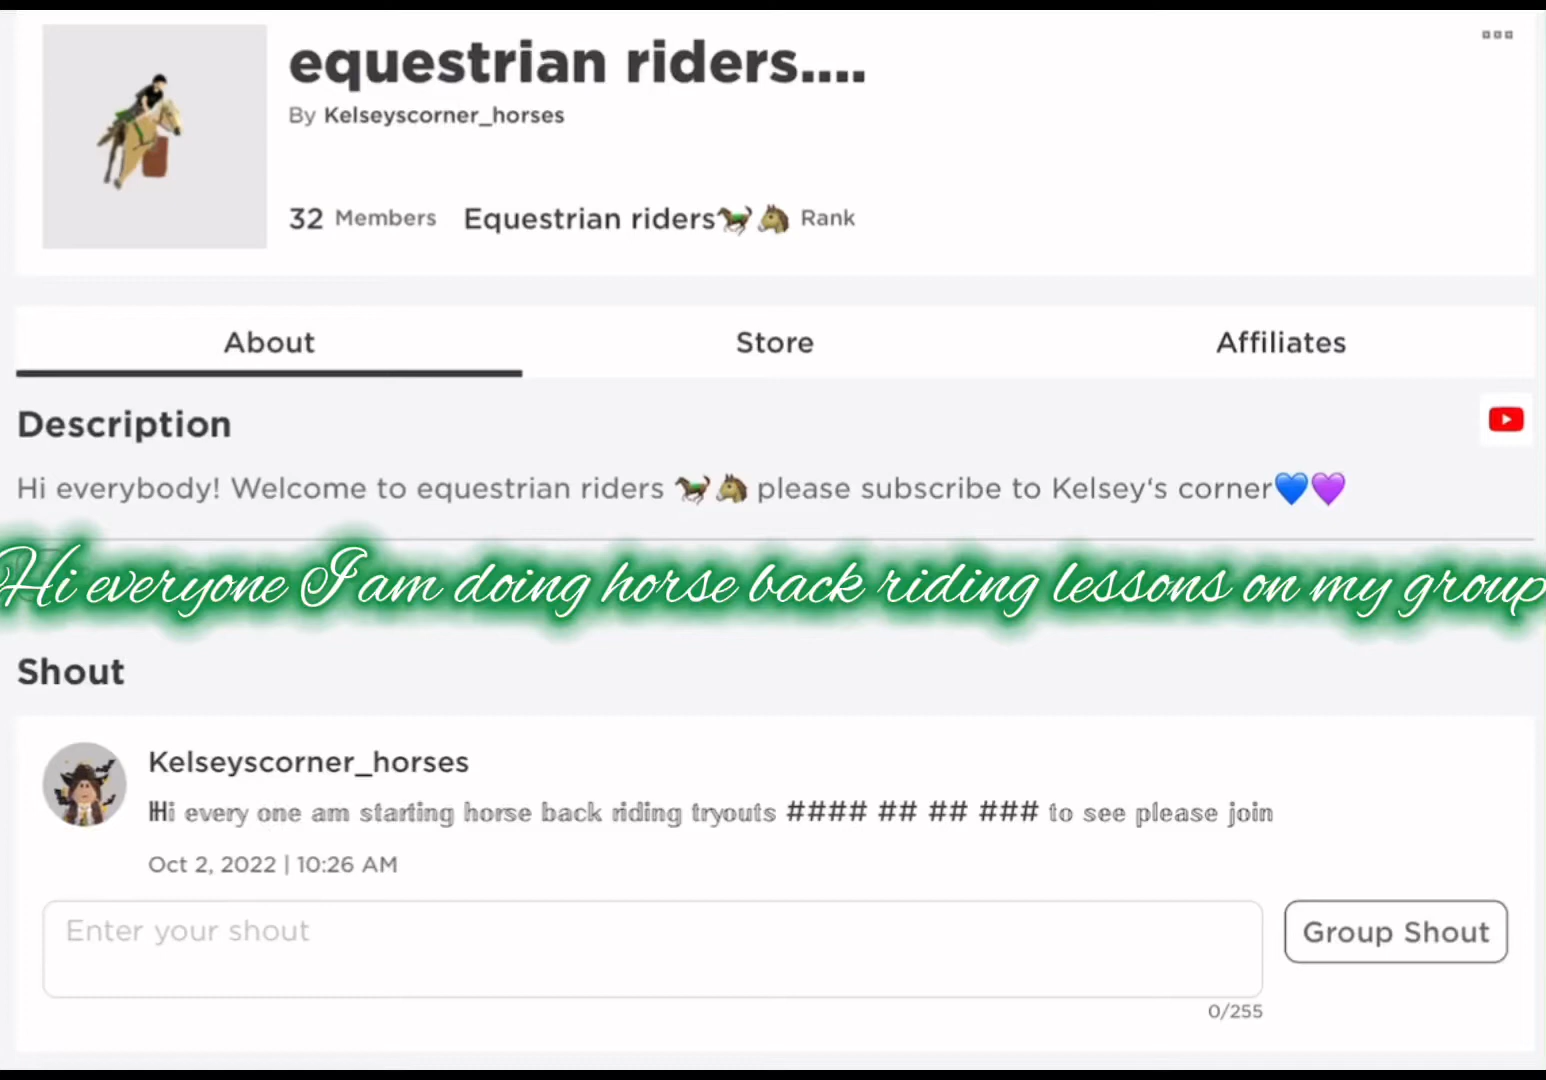 equestrian riders....
By Kelseyscorner_horses
32 Members Equestrian riders🐎🐴 Rank
About Store Affiliates
Description
Hi everybody! Welcome to equestrian riders 🐎🐴 please subscribe to Kelsey's corner💙💜
Hi everyone I am doing horse back riding lessons on my group
Shout
Kelseyscorner_horses
Hi every one am starting horse back riding tryouts #### ## ## ### to see please join
Oct 2, 2022 | 10:26 AM
Enter your shout
Group Shout
0/255